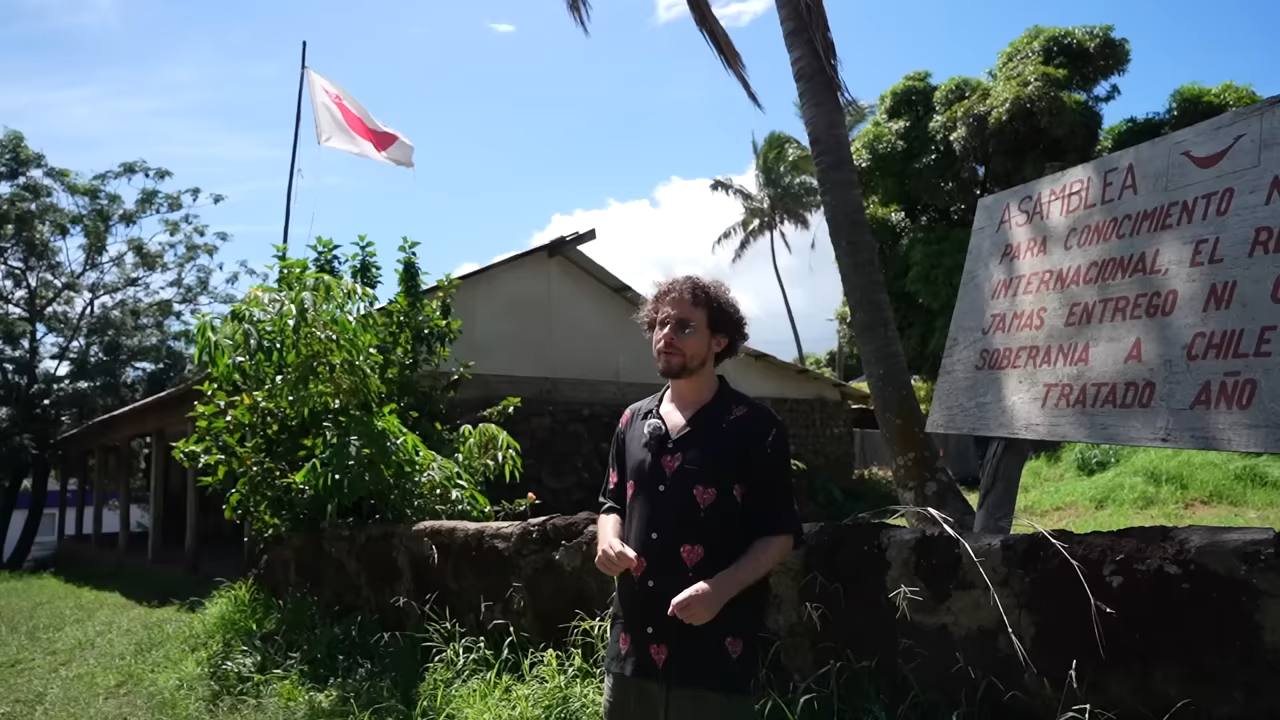 ASAMBLEA
PARA CONOCIMIENTO
INTERNACIONAL, EL
JAMAS ENTREGO NI
SOBERANIA A CHILE
TRATADO AÑO